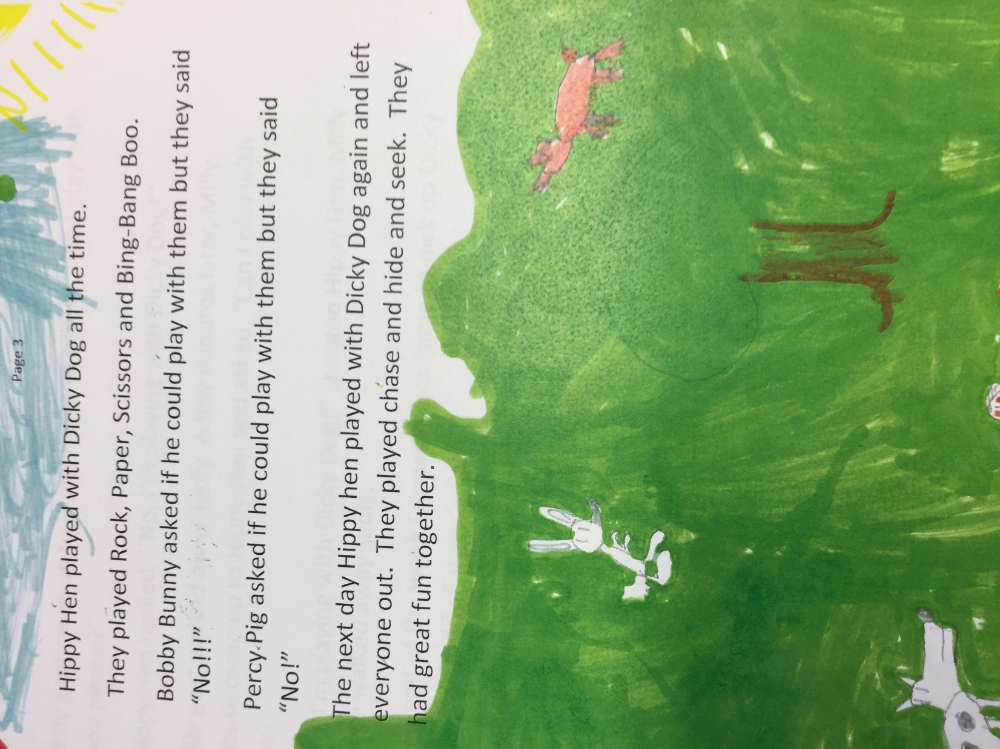 Page 3
Hippy Hen played with Dicky Dog all the time.
They played Rock, Paper, Scissors and Bing-Bang Boo.
Bobby Bunny asked if he could play with them but they said
“No!!!”
Percy Pig asked if he could play with them but they said
“No!”
The next day Hippy hen played with Dicky Dog again and left
everyone out.  They played chase and hide and seek.  They
had great fun together.